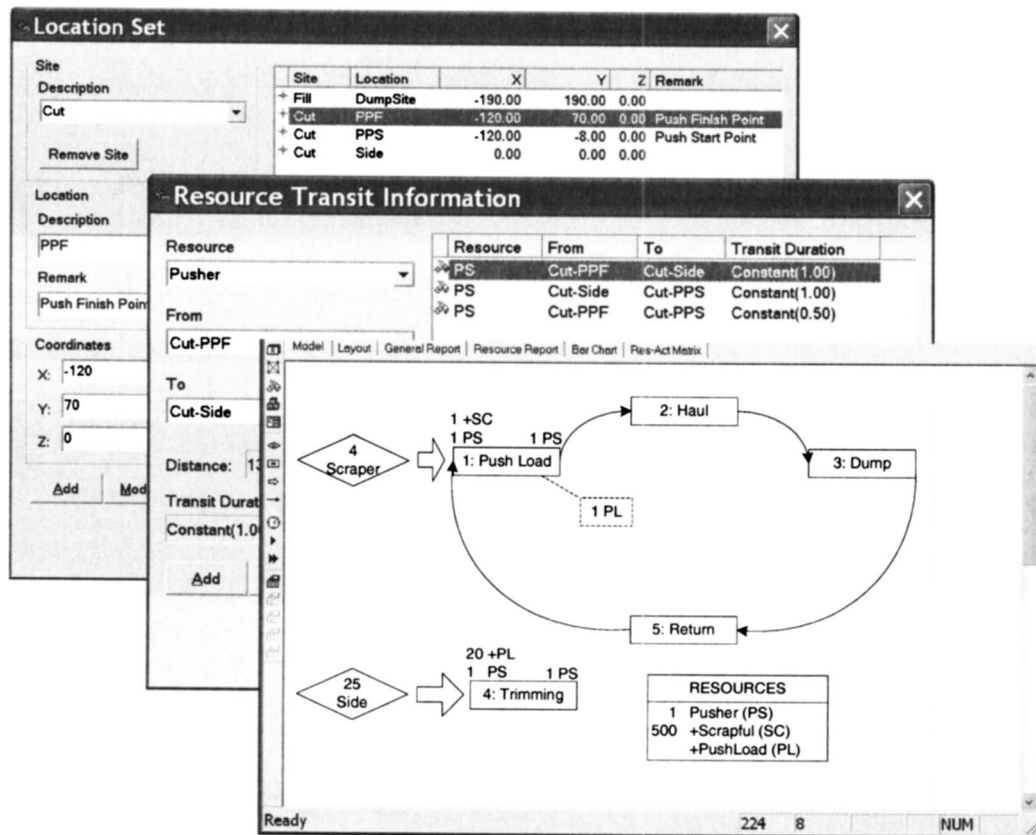 Location Set
Site
Description
Cut
Remove Site
Site Location X Y Z Remark
Fill DumpSite -190.00 190.00 0.00
Cut PPF -120.00 70.00 0.00 Push Finish Point
Cut PPS -120.00 -8.00 0.00 Push Start Point
Cut Side 0.00 0.00 0.00
Location
Description
PPF
Remark
Push Finish Poin
Coordinates
X: -120
Y: 70
Z: 0
Add Mod
Resource Transit Information
Resource
Pusher
From
Cut-PPF
To
Cut-Side
Distance: 13
Transit Durat
Constant(1.00
Add
Resource From To Transit Duration
PS Cut-PPF Cut-Side Constant(1.00)
PS Cut-Side Cut-PPS Constant(1.00)
PS Cut-PPF Cut-PPS Constant(0.50)
Model Layout General Report Resource Report Bar Chart Res-Act Matrix
4
Scraper
1 +SC
1 PS 1 PS
1: Push Load
1 PL
2: Haul
3: Dump
5: Return
25
Side
20 +PL
1 PS 1 PS
4: Trimming
RESOURCES
1 Pusher (PS)
500 +Scrapful (SC)
+PushLoad (PL)
Ready 224 8 NUM